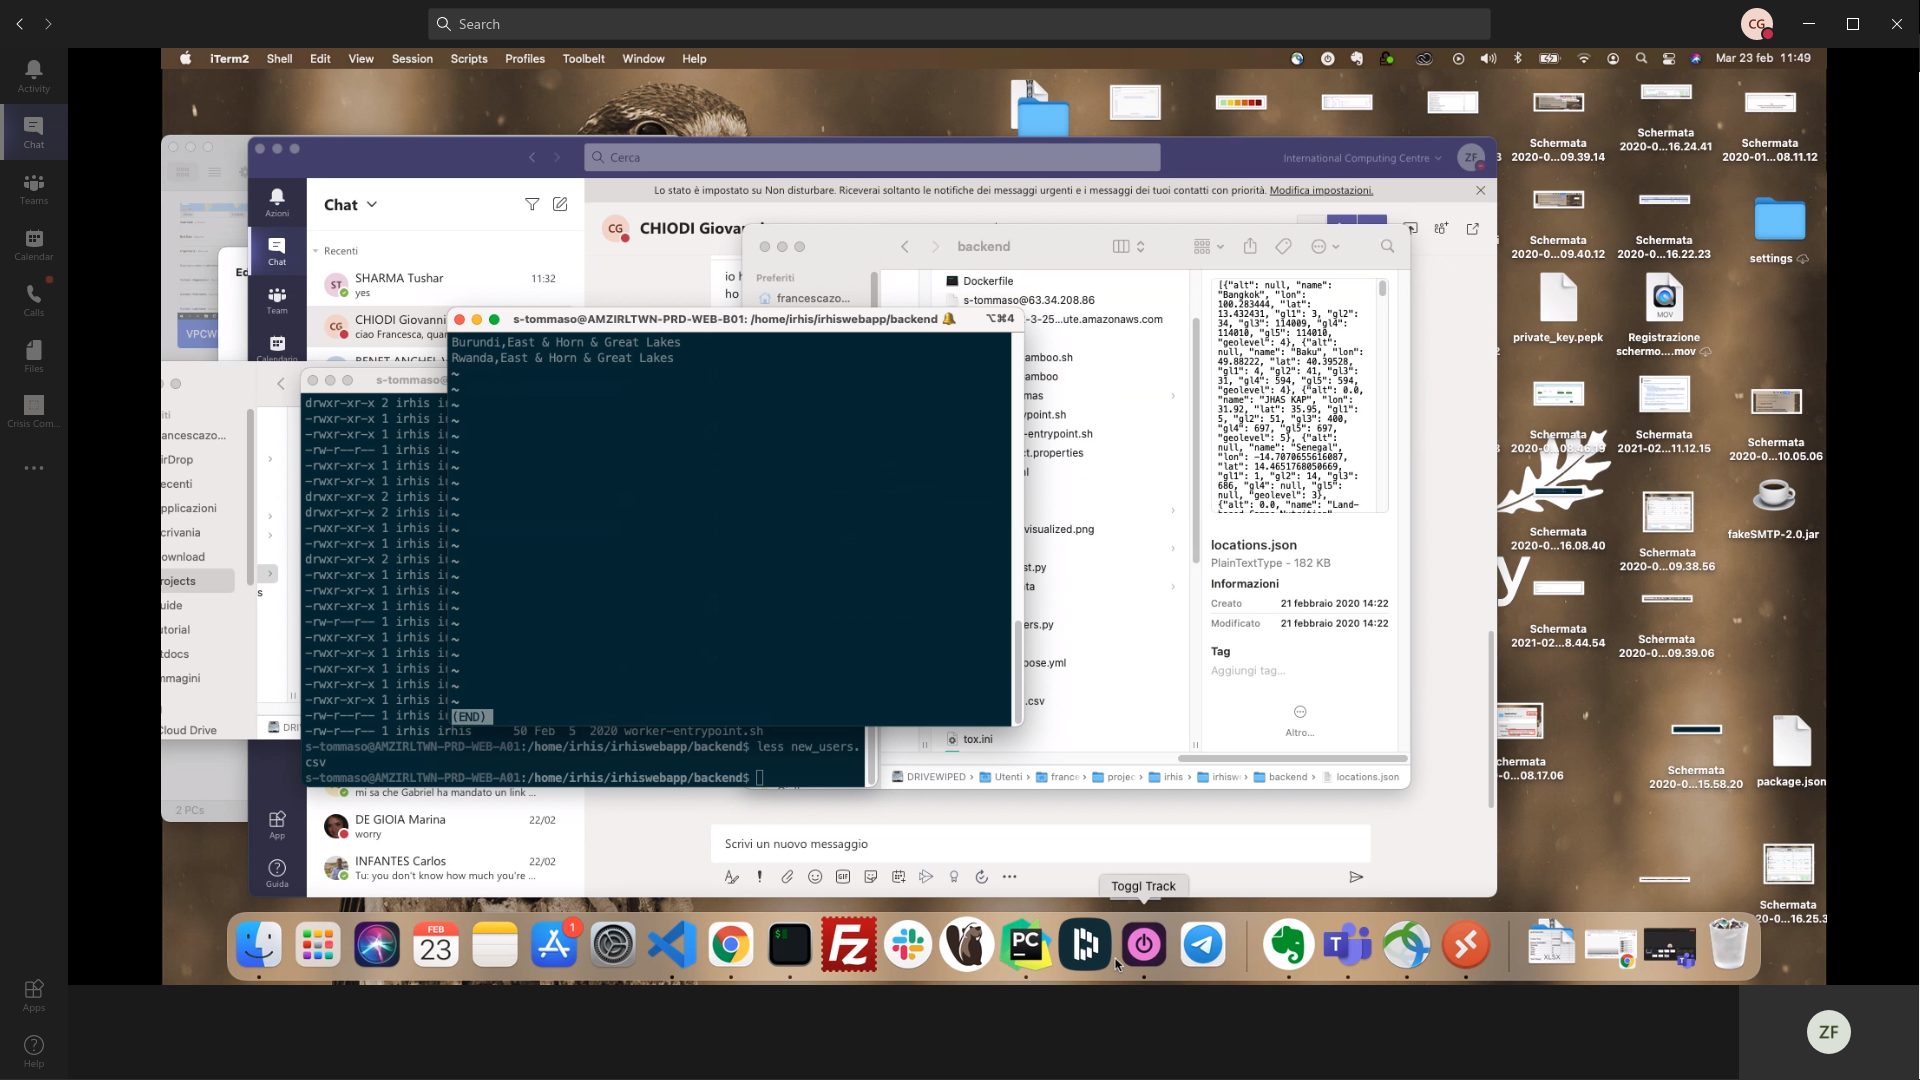 Search
CG
Activity
Chat
Teams
Calendar
Calls
Files
Crisis Com...
Apps
Help
iTerm2 Shell Edit View Session Scripts Profiles Toolbelt Window Help
Mar 23 feb 11:49
Cerca
International Computing Centre
ZF
Lo stato è impostato su Non disturbare. Riceverai soltanto le notifiche dei messaggi urgenti e i messaggi dei tuoi contatti con priorità. Modifica impostazioni.
Azioni
Chat
Team
Calendario
App
Guida
Chat
Recenti
ST
SHARMA Tushar 11:32
yes
CG
CHIODI Giovanni
ciao Francesca, quar
CG
CHIODI Giovan
io h
ho
VPCW
2 PCs
backend
Preferiti
francescazo...
Dockerfile
s-tommaso@63.34.208.86
-3-25...ute.amazonaws.com
amboo.sh
amboo
mas
ypoint.sh
-entrypoint.sh
ct.properties
visualized.png
st.py
ta
ers.py
pose.yml
.csv
tox.ini
[{"alt": null, "name":
"Bangkok", "lon":
100.283444, "lat":
13.432431, "gl1": 3, "gl2":
34, "gl3": 114009, "gl4":
114010, "gl5": 114010,
"geolevel": 4}, {"alt":
null, "name": "Baku", "lon":
49.88222, "lat": 40.39528,
"gl1": 4, "gl2": 41, "gl3":
31, "gl4": 594, "gl5": 594,
"geolevel": 4}, {"alt": 0.0,
"name": "JHAS KAP", "lon":
31.92, "lat": 35.95, "gl1":
5, "gl2": 51, "gl3": 400,
"gl4": 697, "gl5": 697,
"geolevel": 5}, {"alt":
null, "name": "Senegal",
"lon": -14.7070655616087,
"lat": 14.4651768050669,
"gl1": 1, "gl2": 14, "gl3":
686, "gl4": null, "gl5":
null, "geolevel": 3},
{"alt": 0.0, "name": "Land-
locations.json
PlainTextType - 182 KB
Informazioni
Creato 21 febbraio 2020 14:22
Modificato 21 febbraio 2020 14:22
Tag
Aggiungi tag...
Altro...
DRIVEWIPED › Utenti › france › projec › irhis › irhisw › backend › locations.json
s-tommaso@AMZIRLTWN-PRD-WEB-B01: /home/irhis/irhiswebapp/backend
⌥⌘4
Burundi,East & Horn & Great Lakes
Rwanda,East & Horn & Great Lakes
~
(END)
s-tommaso@
drwxr-xr-x 2 irhis
-rwxr-xr-x 1 irhis
-rwxr-xr-x 1 irhis
-rw-r--r-- 1 irhis
-rwxr-xr-x 1 irhis
-rwxr-xr-x 1 irhis
drwxr-xr-x 2 irhis
drwxr-xr-x 2 irhis
-rwxr-xr-x 1 irhis
-rwxr-xr-x 1 irhis
drwxr-xr-x 2 irhis
-rwxr-xr-x 1 irhis
-rwxr-xr-x 1 irhis
-rwxr-xr-x 1 irhis
-rw-r--r-- 1 irhis
-rwxr-xr-x 1 irhis
-rwxr-xr-x 1 irhis
-rwxr-xr-x 1 irhis
-rwxr-xr-x 1 irhis
-rwxr-xr-x 1 irhis
-rw-r--r-- 1 irhis
-rw-r--r-- 1 irhis irhis 50 Feb 5 2020 worker-entrypoint.sh
s-tommaso@AMZIRLTWN-PRD-WEB-A01:/home/irhis/irhiswebapp/backend$ less new_users.
csv
s-tommaso@AMZIRLTWN-PRD-WEB-A01:/home/irhis/irhiswebapp/backend$
iti
ancescazo...
irDrop
ecenti
pplicazioni
crivania
ownload
rojects
uide
utorial
tdocs
mmagini
Cloud Drive
DRI
mi sa che Gabriel ha mandato un link ...
DE GIOIA Marina 22/02
worry
INFANTES Carlos 22/02
Tu: you don't know how much you're ...
Scrivi un nuovo messaggio
GIF
Toggl Track
Schermata
2020-0...09.39.14
Schermata
2020-0...16.24.41
Schermata
2020-01...08.11.12
Schermata
2020-0...09.40.12
Schermata
2020-0...16.22.23
settings
private_key.pepk
MOV
Registrazione
schermo....mov
Schermata
2020-0...08.46.19
Schermata
2021-02...11.12.15
Schermata
2020-0...10.05.06
Schermata
2020-0...16.08.40
Schermata
2020-0...09.38.56
fakeSMTP-2.0.jar
Schermata
2021-02...8.44.54
Schermata
2020-0...09.39.06
y
chermata
-0...08.17.06
Schermata
2020-0...15.58.20
package.json
Schermata
-0...16.25.3
FEB
23
1
Fz
PC
T
XLSX
ZF